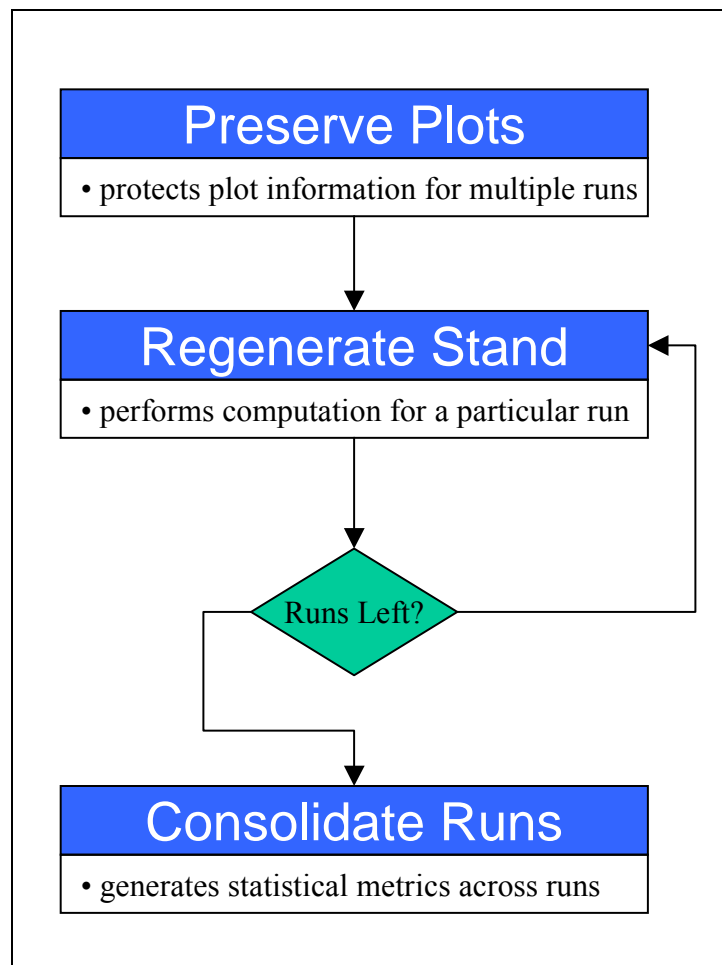 Preserve Plots
• protects plot information for multiple runs
Regenerate Stand
• performs computation for a particular run
Runs Left?
Consolidate Runs
• generates statistical metrics across runs